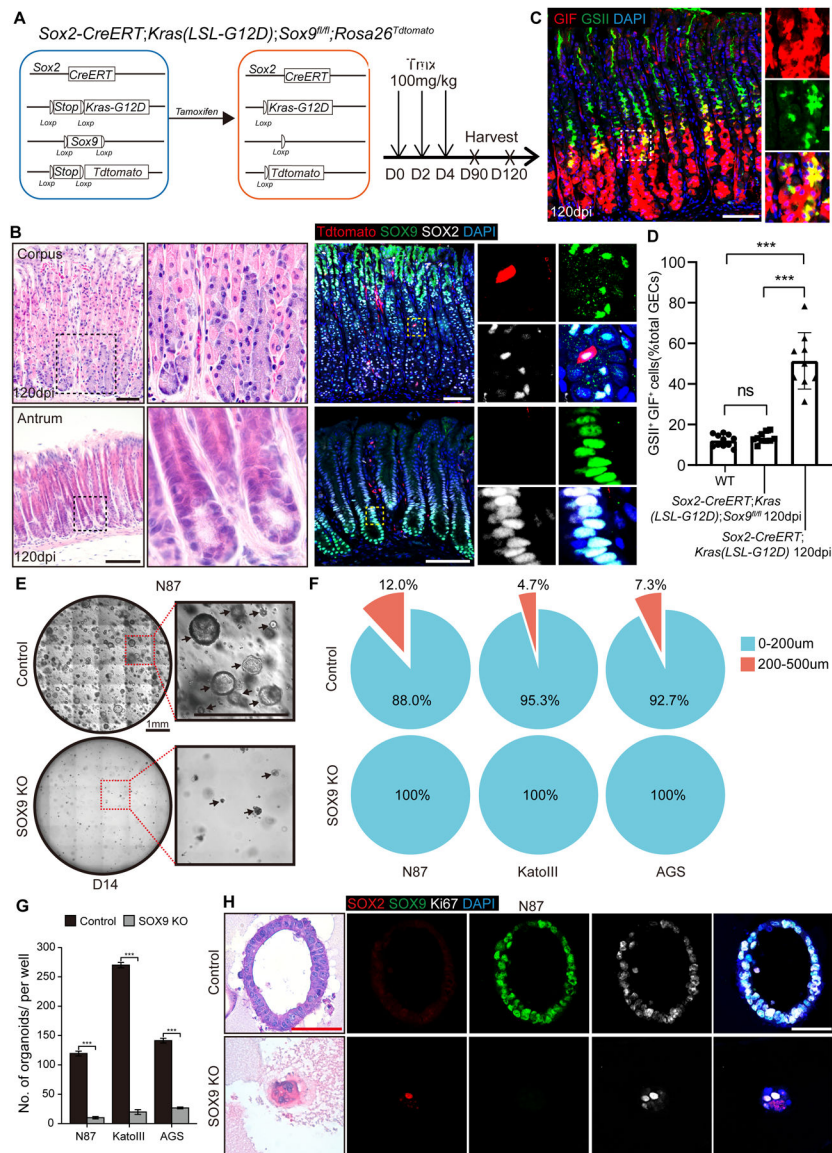 A
Sox2-CreERT;Kras(LSL-G12D);Sox9fl/fl;Rosa26Tdtomato
Sox2
CreERT
Stop
Kras-G12D
Loxp
Loxp
Sox9
Loxp
Loxp
Stop
Tdtomato
Loxp
Loxp
Tamoxifen
Sox2
CreERT
Kras-G12D
Loxp
Loxp
Tdtomato
Loxp
Tmx
100mg/kg
Harvest
D0 D2 D4 D90 D120
C
GIF GSII DAPI
120dpi
B
Corpus
120dpi
Antrum
120dpi
Tdtomato SOX9 SOX2 DAPI
D
GSII+ GIF+ cells(%total GECs)
100
80
60
40
20
0
***
***
ns
WT
Sox2-CreERT;Kras
(LSL-G12D);Sox9fl/fl 120dpi
Sox2-CreERT;
Kras(LSL-G12D) 120dpi
E
N87
Control
1mm
SOX9 KO
D14
F
12.0% 4.7% 7.3%
Control
88.0% 95.3% 92.7%
0-200um
200-500um
SOX9 KO
100% 100% 100%
N87 KatoIII AGS
G
Control SOX9 KO
No. of organoids/ per well
300
250
200
150
100
50
0
***
***
***
N87 KatoIII AGS
H
SOX2 SOX9 Ki67 DAPI
N87
Control
SOX9 KO